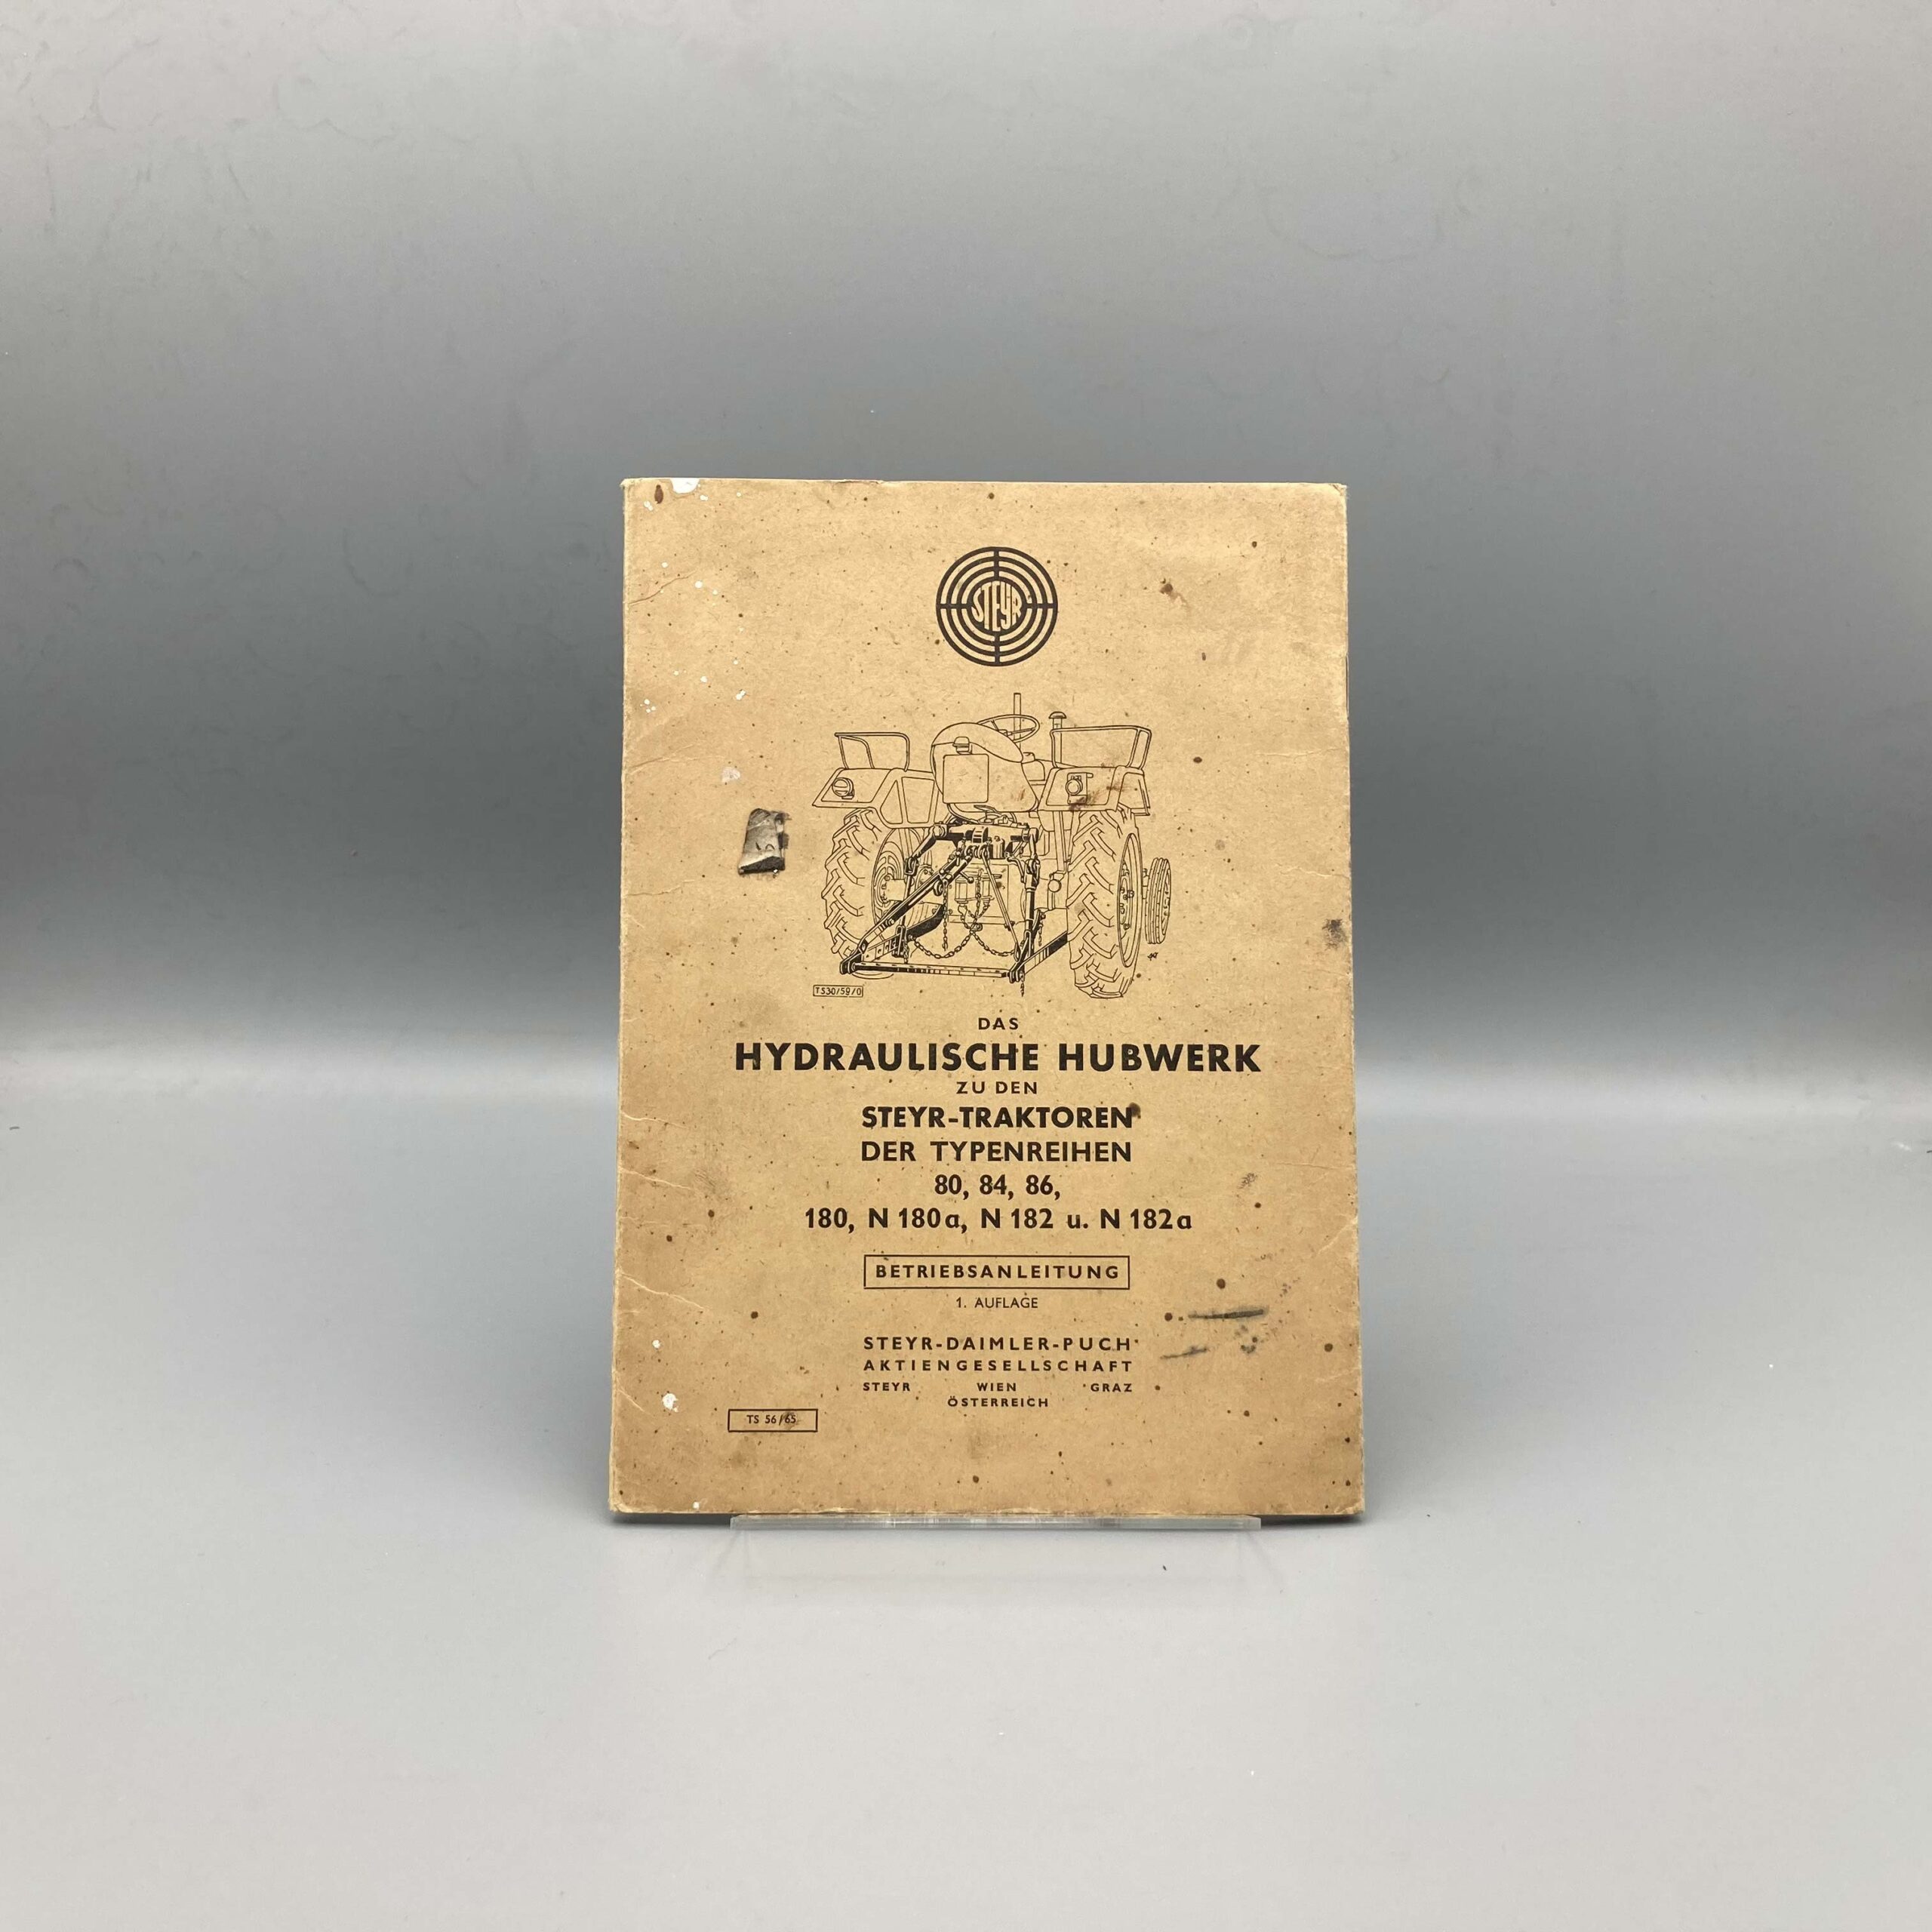 STEYR
TS30/59/0
DAS
HYDRAULISCHE HUBWERK
ZU DEN
STEYR-TRAKTOREN
DER TYPENREIHEN
80, 84, 86,
180, N 180a, N 182 u. N 182a
BETRIEBSANLEITUNG
1. AUFLAGE
STEYR-DAIMLER-PUCH
AKTIENGESELLSCHAFT
STEYR WIEN GRAZ
ÖSTERREICH
TS 56/65